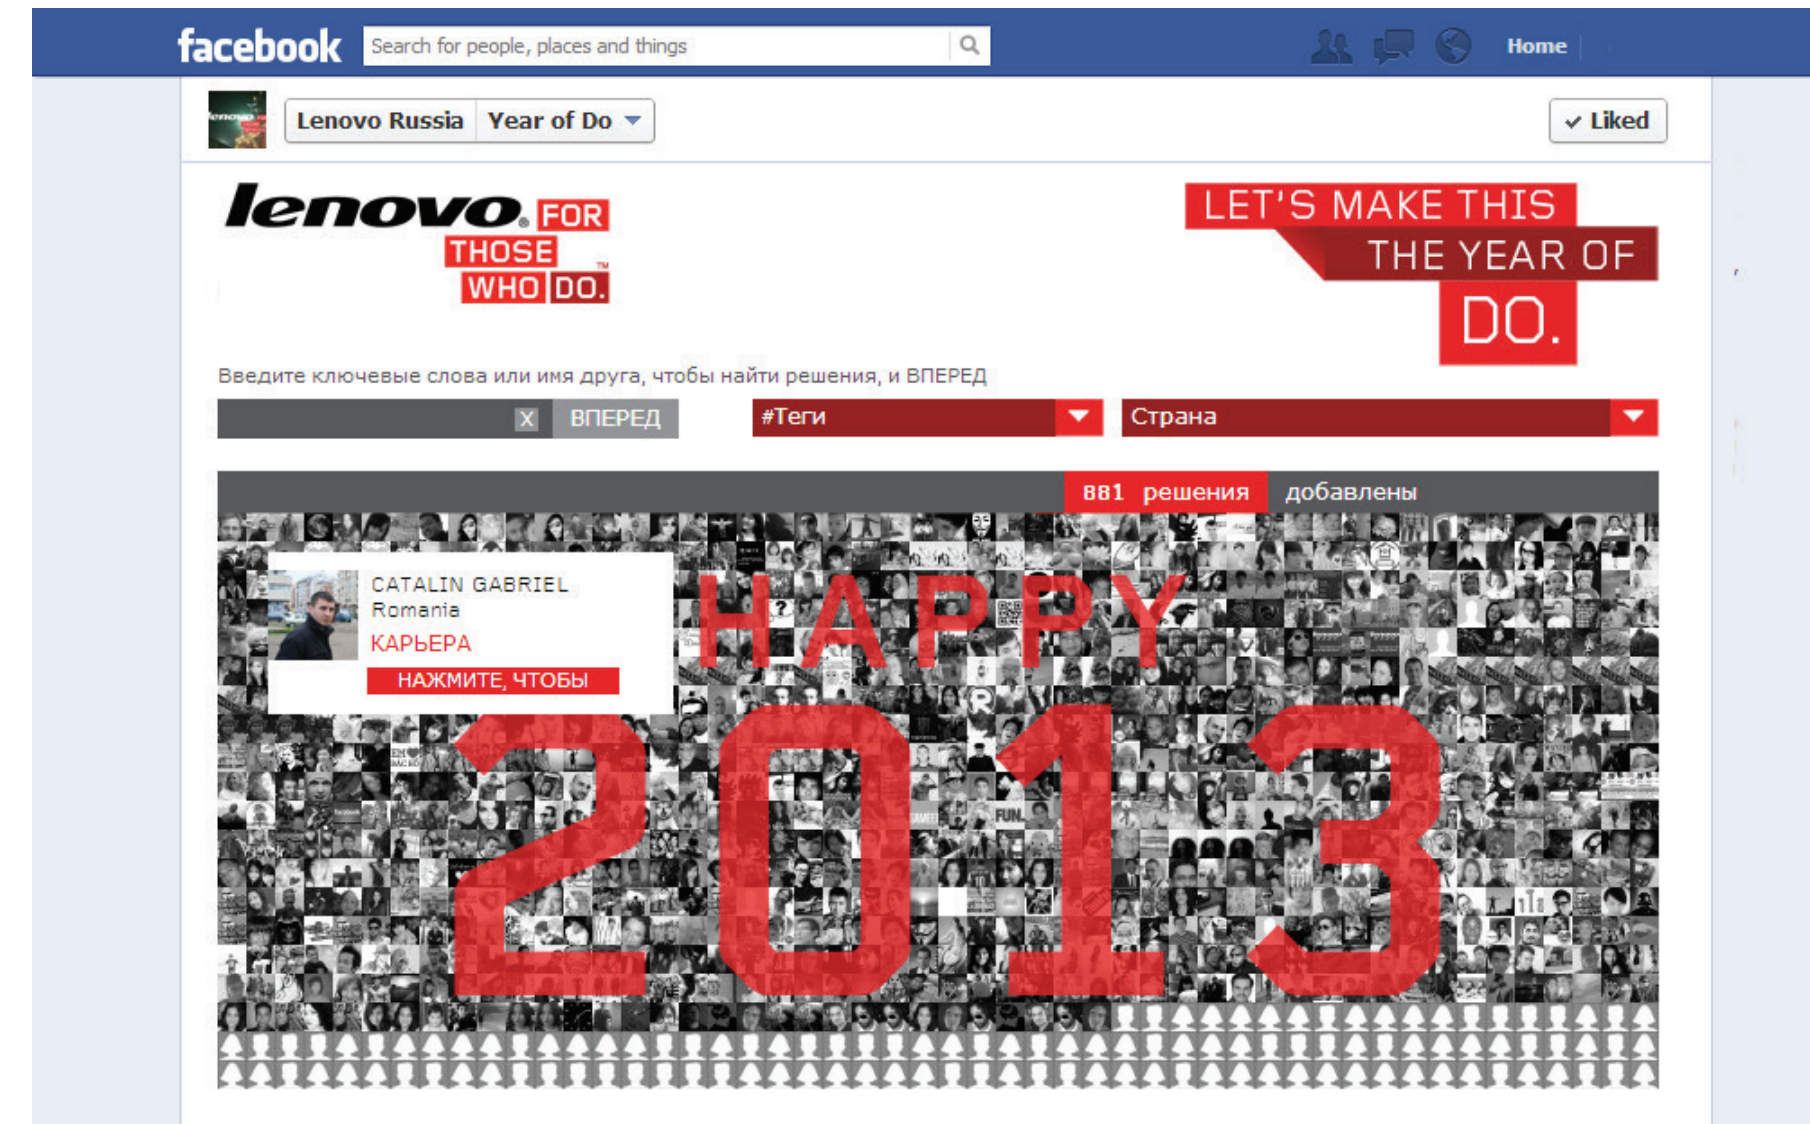 facebook Search for people, places and things Home
Lenovo Russia Year of Do Liked
lenovo. FOR
THOSE
WHO DO.™
LET'S MAKE THIS
THE YEAR OF
DO.
Введите ключевые слова или имя друга, чтобы найти решения, и ВПЕРЕД
X ВПЕРЕД #Теги Страна
881 решения добавлены
CATALIN GABRIEL
Romania
КАРЬЕРА
НАЖМИТЕ, ЧТОБЫ
HAPPY
2013
FUN.